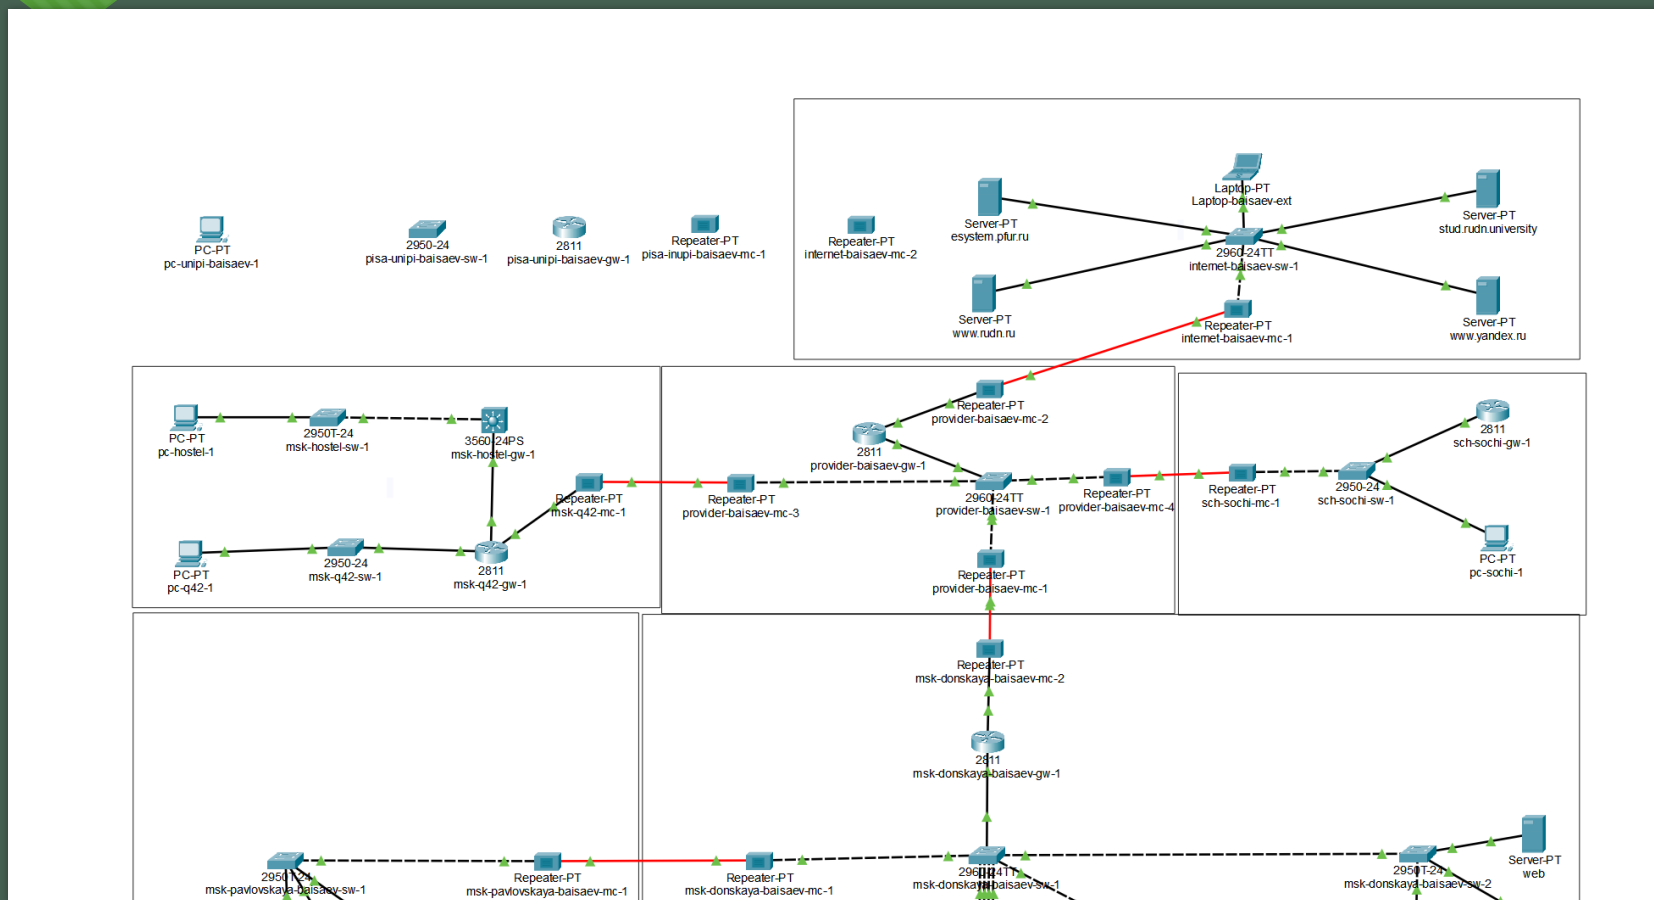 Laptop-PT
Laptop-baisaev-ext
Server-PT
esystem.pfur.ru
Server-PT
stud.rudn.university
PC-PT
pc-unipi-baisaev-1
2950-24
pisa-unipi-baisaev-sw-1
2811
pisa-unipi-baisaev-gw-1
Repeater-PT
pisa-inupi-baisaev-mc-1
Repeater-PT
internet-baisaev-mc-2
2960-24TT
internet-baisaev-sw-1
Server-PT
www.rudn.ru
Repeater-PT
internet-baisaev-mc-1
Server-PT
www.yandex.ru
PC-PT
pc-hostel-1
2950T-24
msk-hostel-sw-1
3560-24PS
msk-hostel-gw-1
Repeater-PT
msk-q42-mc-1
PC-PT
pc-q42-1
2950-24
msk-q42-sw-1
2811
msk-q42-gw-1
Repeater-PT
provider-baisaev-mc-2
2811
provider-baisaev-gw-1
Repeater-PT
provider-baisaev-mc-3
2960-24TT
provider-baisaev-sw-1
Repeater-PT
provider-baisaev-mc-4
Repeater-PT
provider-baisaev-mc-1
2811
sch-sochi-gw-1
Repeater-PT
sch-sochi-mc-1
2950-24
sch-sochi-sw-1
PC-PT
pc-sochi-1
Repeater-PT
msk-donskaya-baisaev-mc-2
2811
msk-donskaya-baisaev-gw-1
2950T-24
msk-pavlovskaya-baisaev-sw-1
Repeater-PT
msk-pavlovskaya-baisaev-mc-1
Repeater-PT
msk-donskaya-baisaev-mc-1
2960-24TT
msk-donskaya-baisaev-sw-1
2950T-24
msk-donskaya-baisaev-sw-2
Server-PT
web